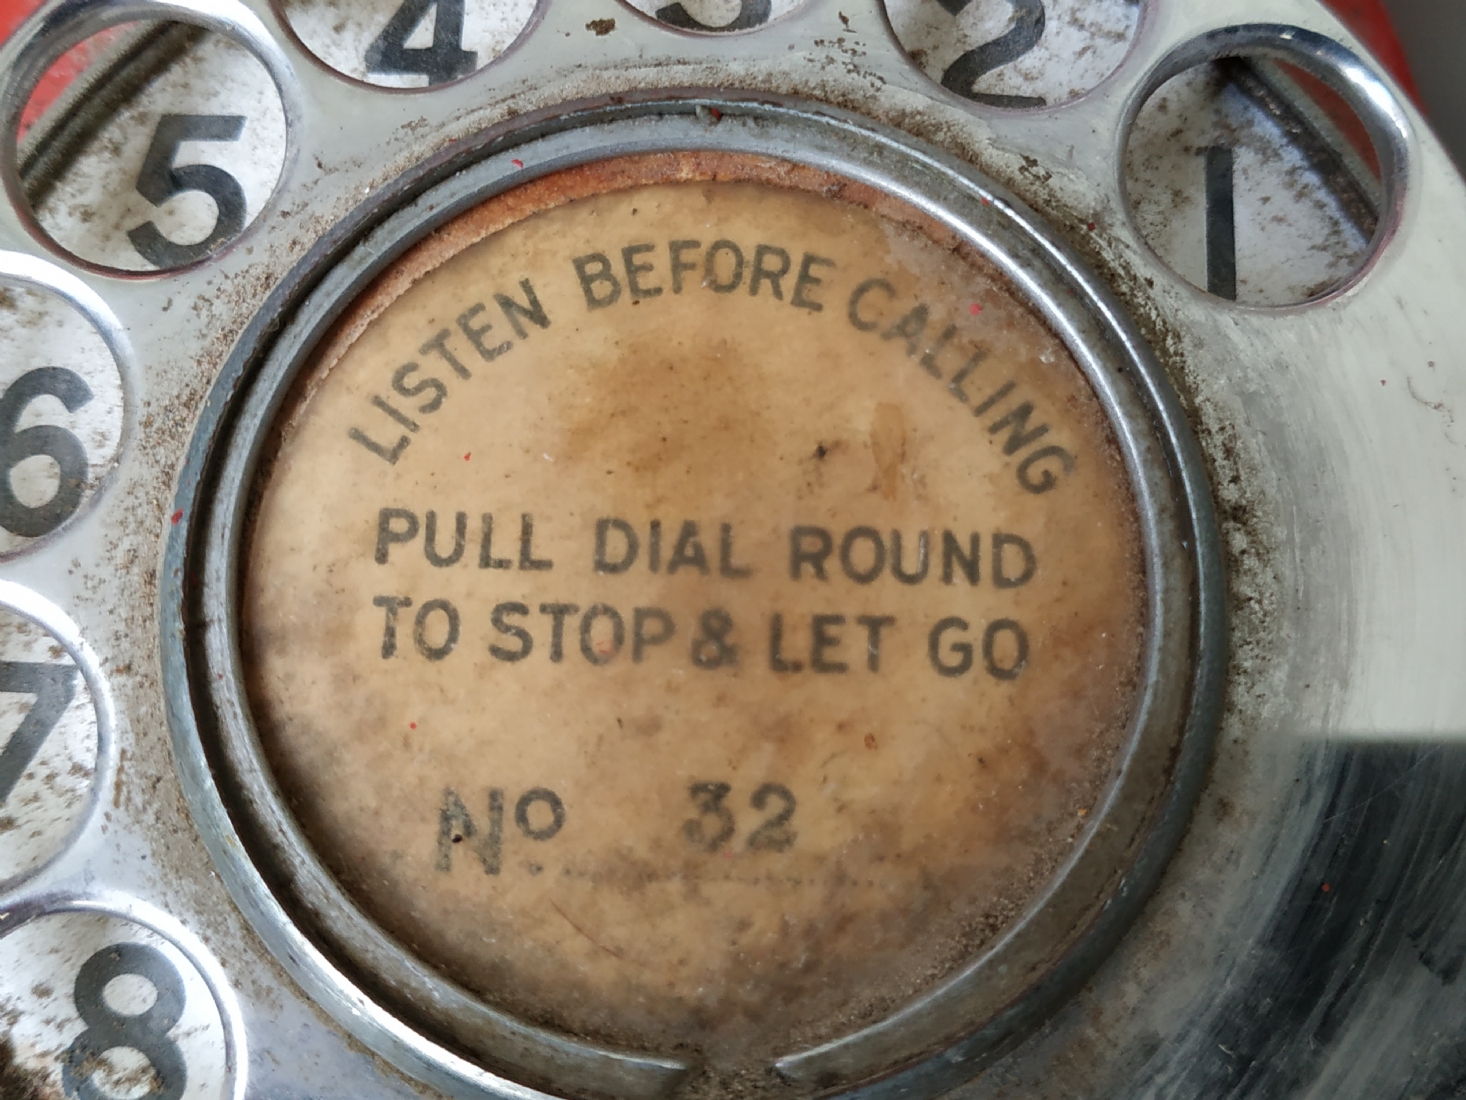 4 3 2
5 1
LISTEN BEFORE CALLING
6
PULL DIAL ROUND
TO STOP & LET GO
7
Nº 32
8